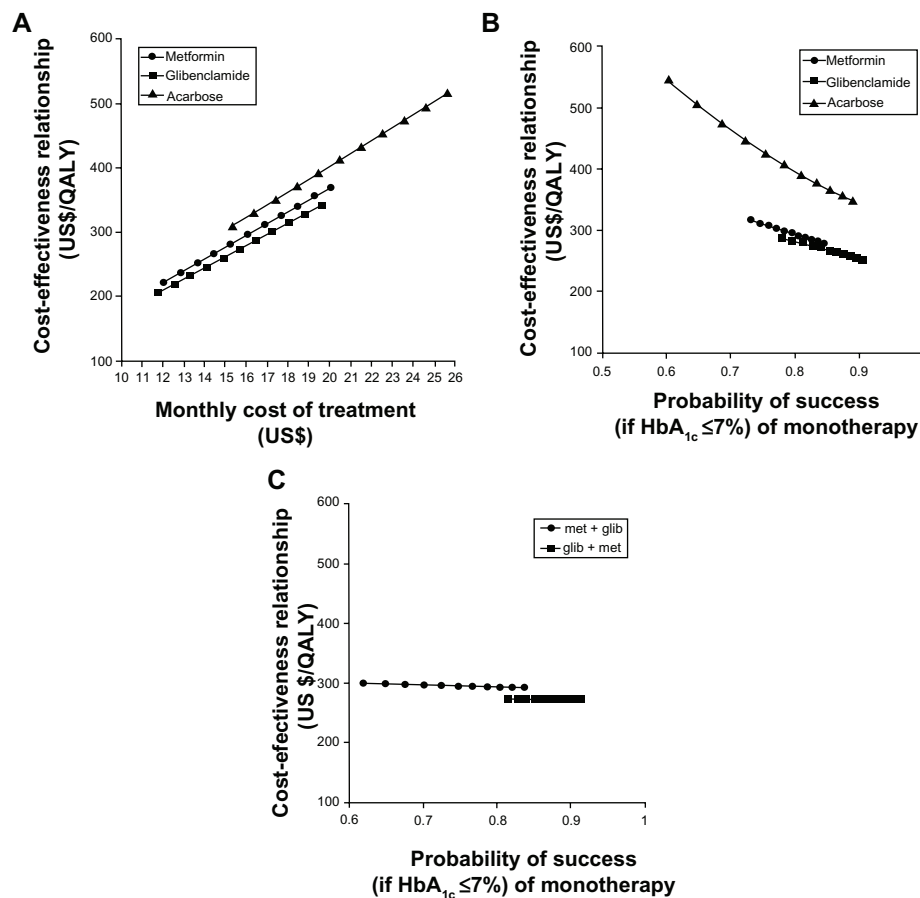 A
Cost-effectiveness relationship
(US$/QALY)
600
500
400
300
200
100
Metformin
Glibenclamide
Acarbose
10 11 12 13 14 15 16 17 18 19 20 21 22 23 24 25 26
Monthly cost of treatment
(US$)
B
Cost-effectiveness relationship
(US$/QALY)
600
500
400
300
200
100
Metformin
Glibenclamide
Acarbose
0.5 0.6 0.7 0.8 0.9
Probability of success
(if HbA1c ≤7%) of monotherapy
C
Cost-efectiveness relationship
(US $/QALY)
600
500
400
300
200
100
met + glib
glib + met
0.6 0.7 0.8 0.9 1
Probability of success
(if HbA1c ≤7%) of monotherapy